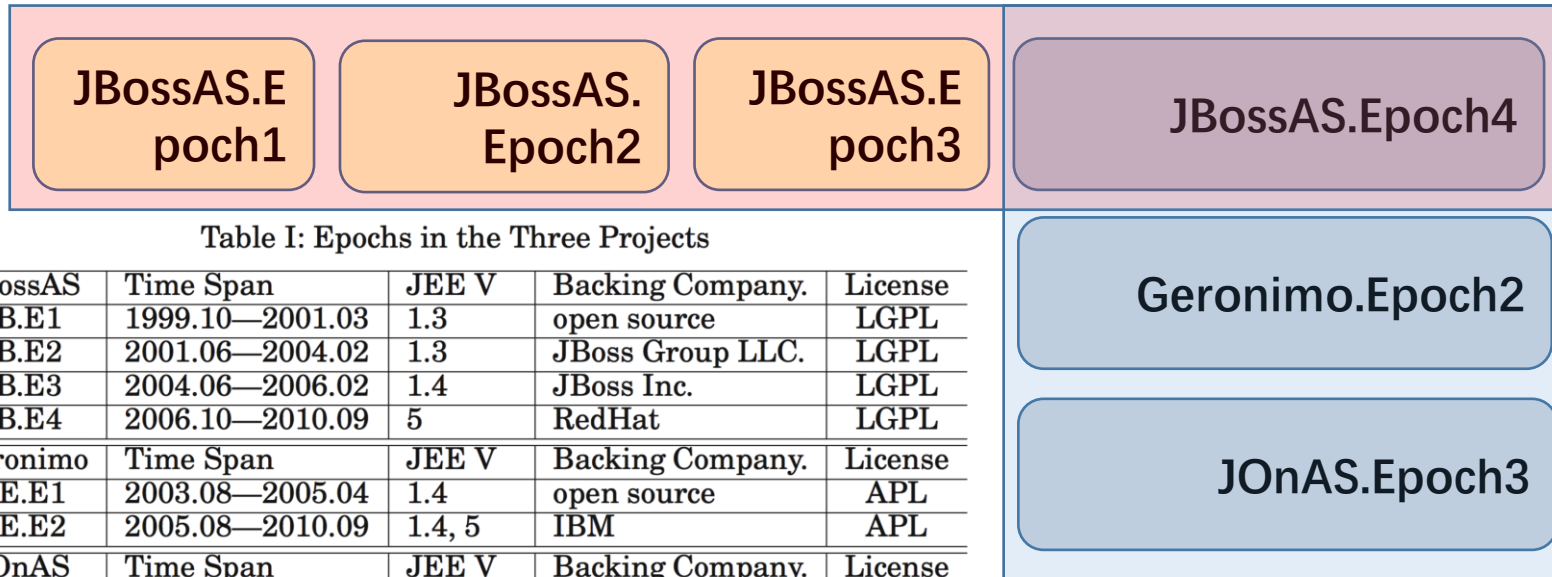 JBossAS.E
poch1
JBossAS.
Epoch2
JBossAS.E
poch3
JBossAS.Epoch4
Table I: Epochs in the Three Projects
ossAS Time Span JEE V Backing Company. License
B.E1 1999.10—2001.03 1.3 open source LGPL
B.E2 2001.06—2004.02 1.3 JBoss Group LLC. LGPL
B.E3 2004.06—2006.02 1.4 JBoss Inc. LGPL
B.E4 2006.10—2010.09 5 RedHat LGPL
ronimo Time Span JEE V Backing Company. License
E.E1 2003.08—2005.04 1.4 open source APL
E.E2 2005.08—2010.09 1.4, 5 IBM APL
OnAS Time Span JEE V Backing Company. License
Geronimo.Epoch2
JOnAS.Epoch3